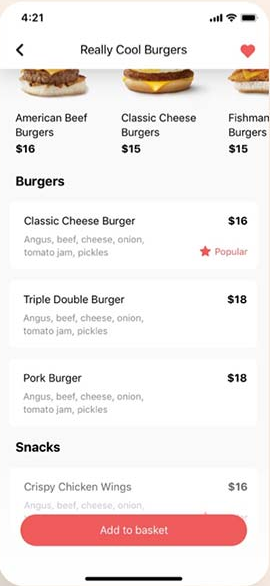 4:21
Really Cool Burgers
American Beef
Burgers
$16
Classic Cheese
Burgers
$15
Fishman
Burgers
$15
Burgers
Classic Cheese Burger
$16
Angus, beef, cheese, onion,
tomato jam, pickles
Popular
Triple Double Burger
$18
Angus, beef, cheese, onion,
tomato jam, pickles
Pork Burger
$18
Angus, beef, cheese, onion,
tomato jam, pickles
Snacks
Crispy Chicken Wings
$16
Angus, beef, cheese, onion,
Add to basket